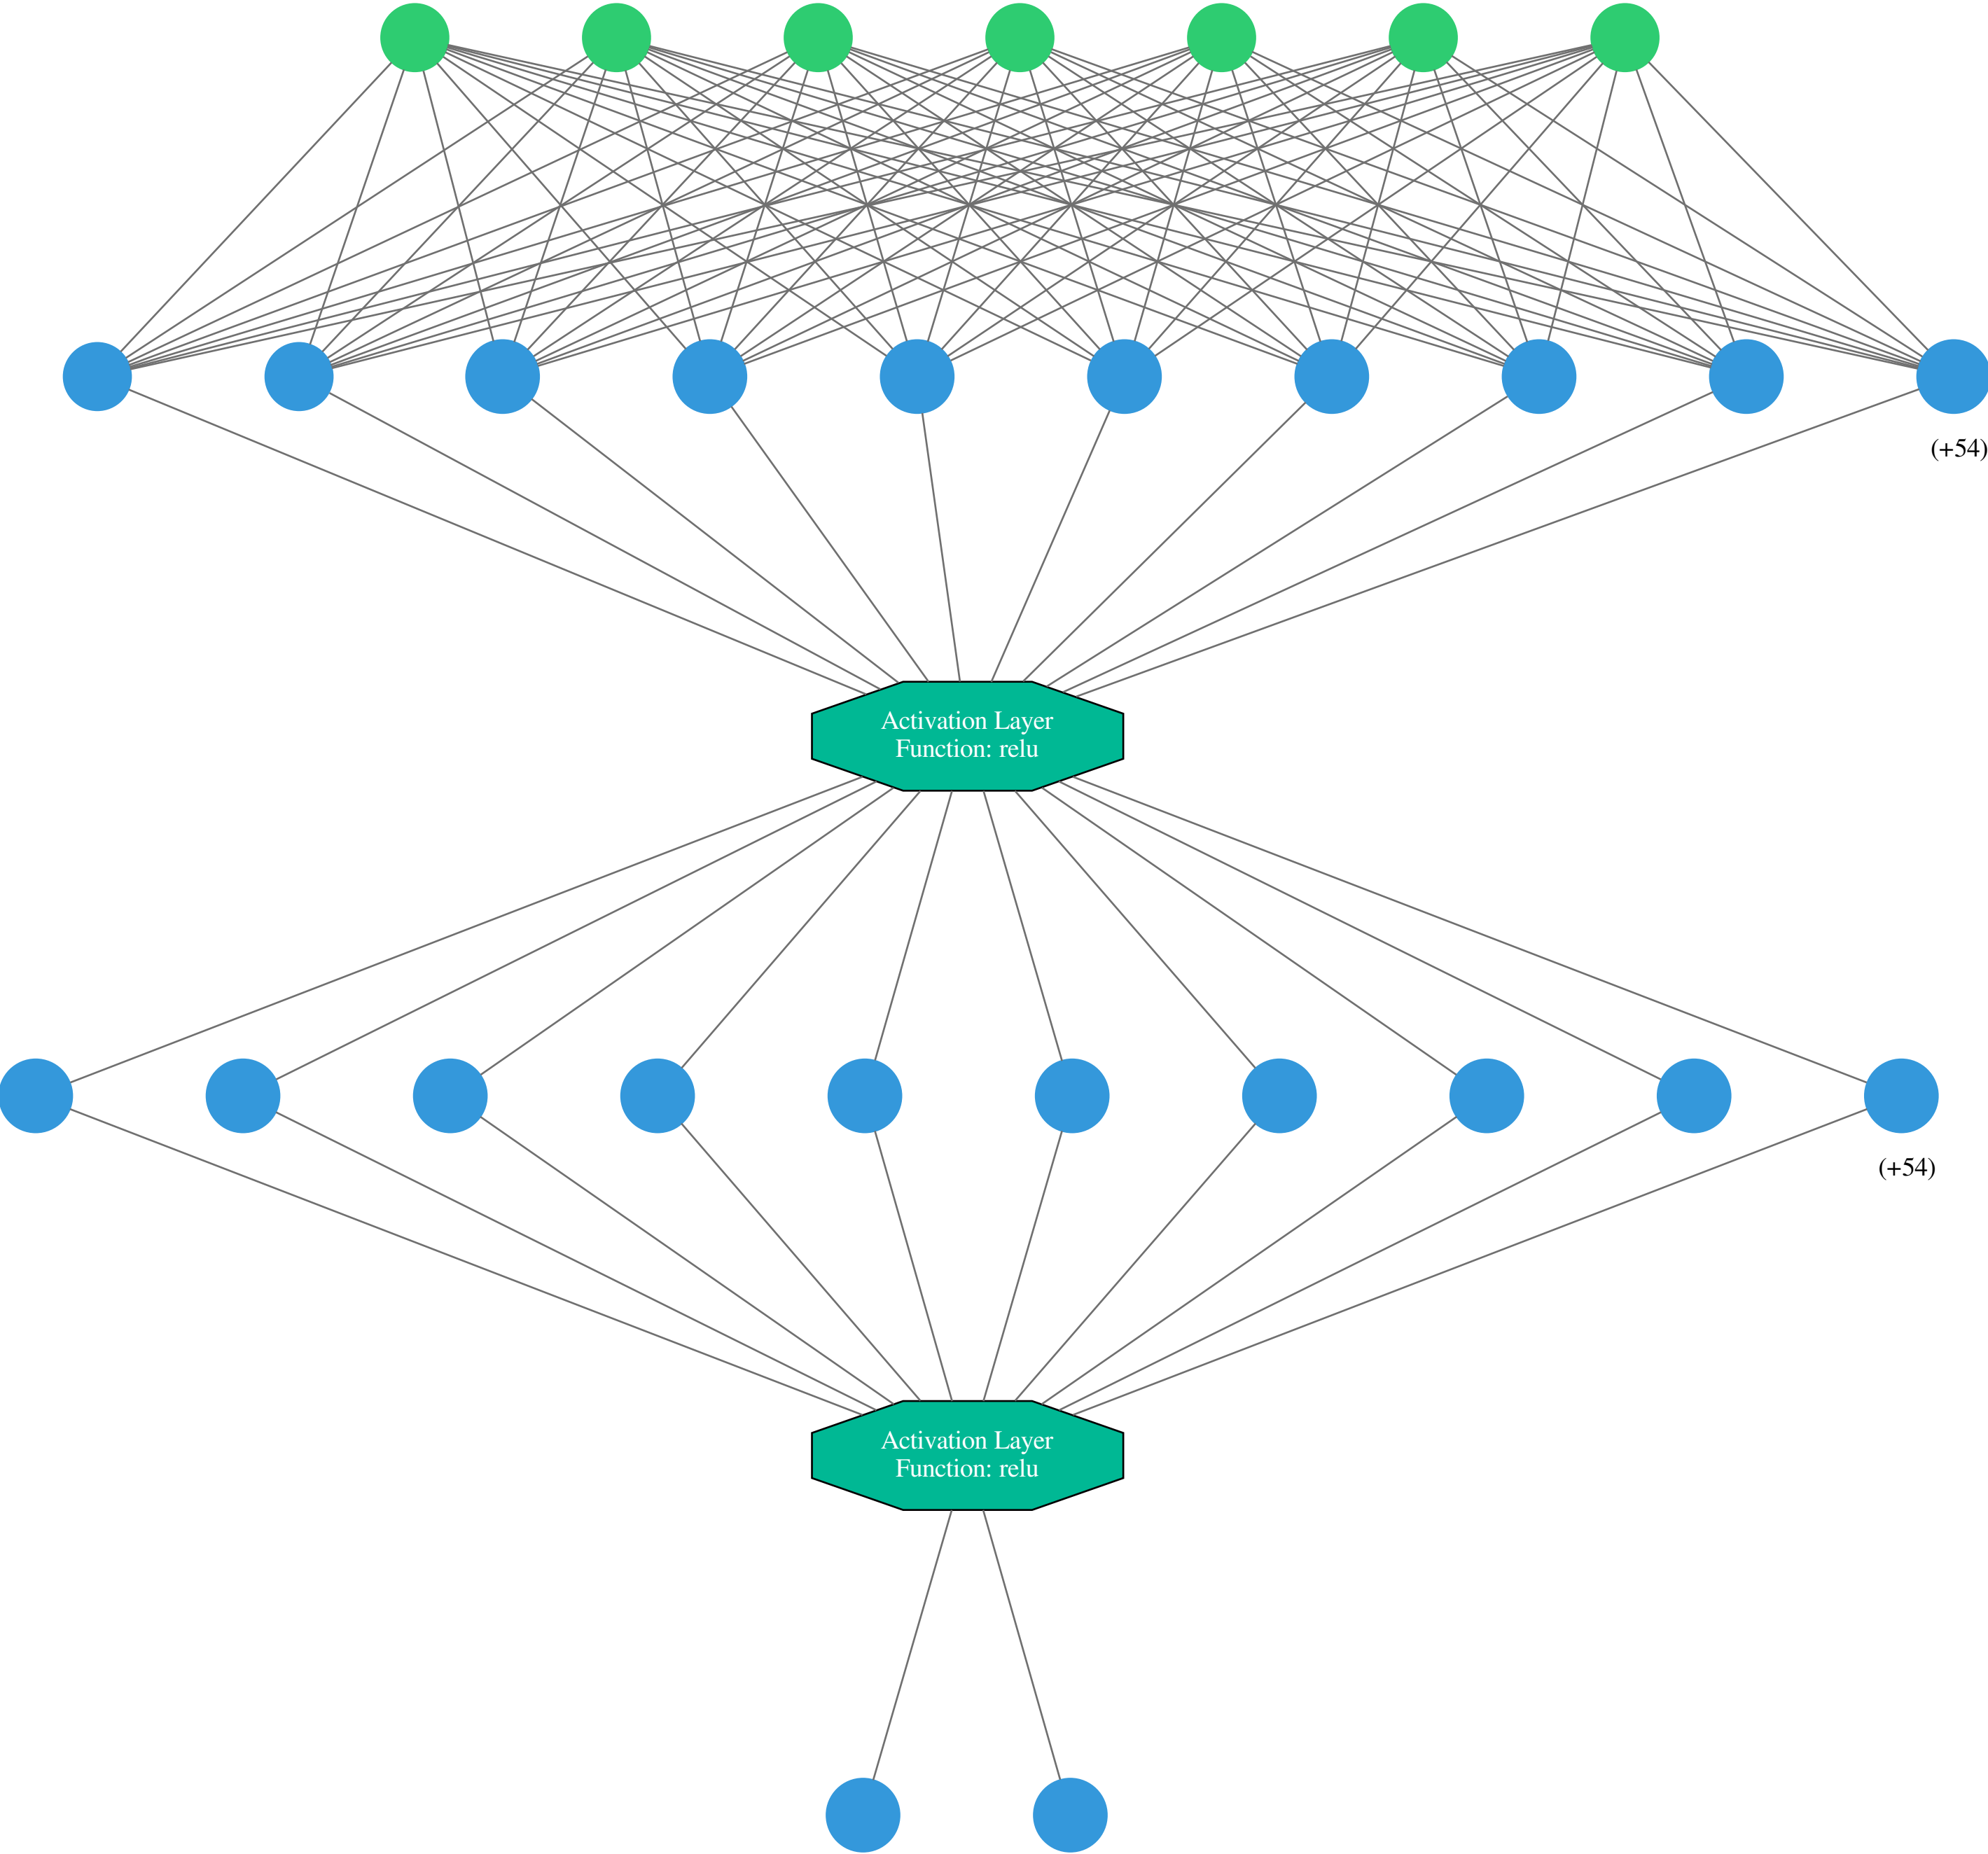 (+54)
Activation Layer
Function: relu
(+54)
Activation Layer
Function: relu